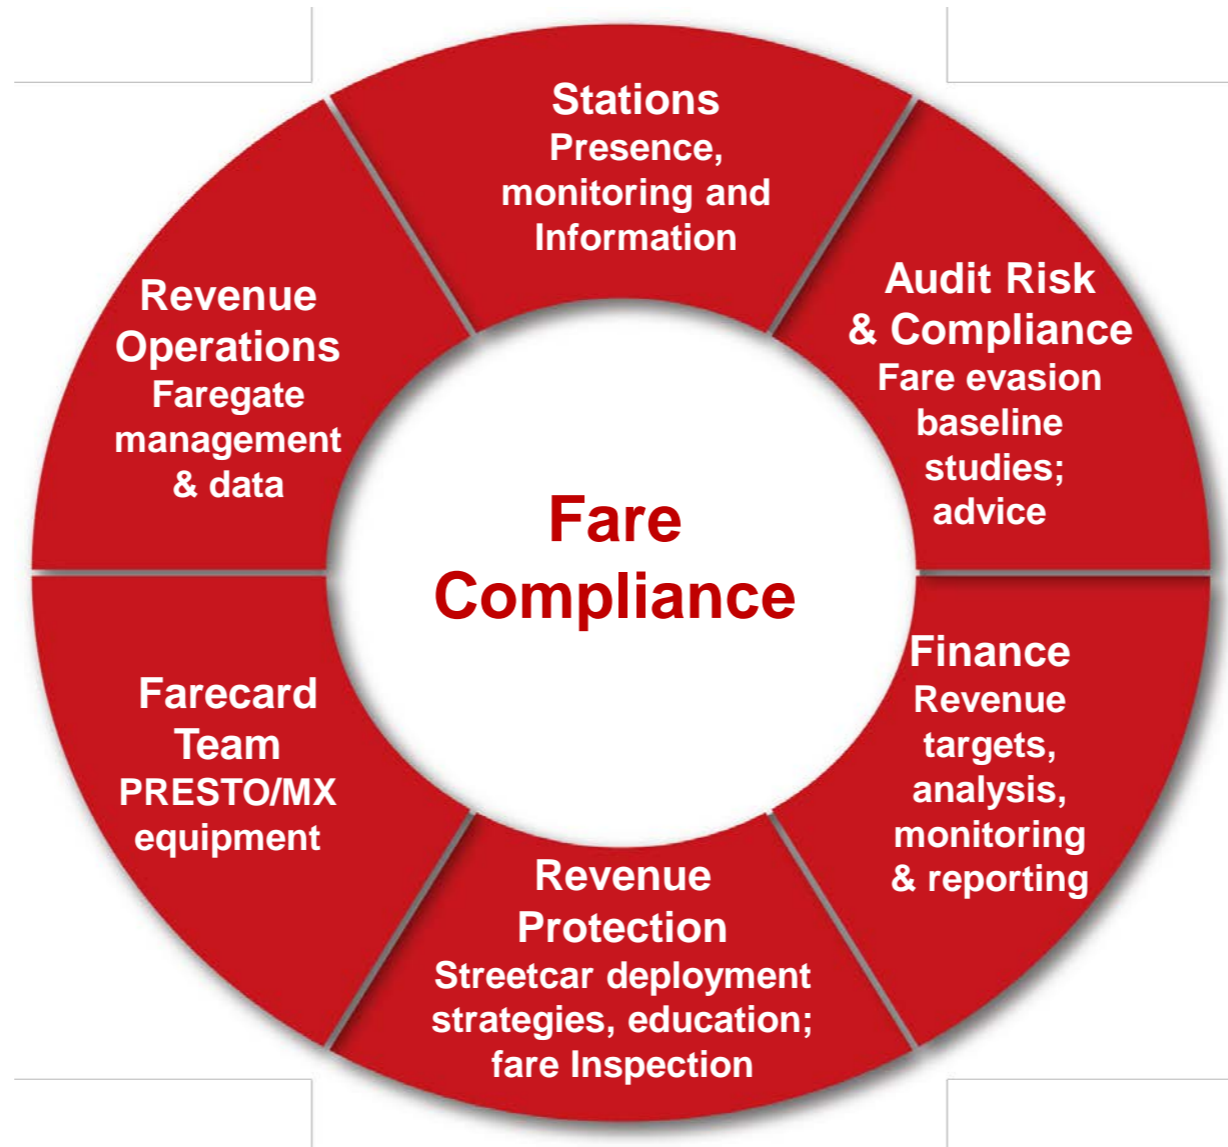 Stations
Presence,
monitoring and
Information
Audit Risk
& Compliance
Fare evasion
baseline
studies;
advice
Finance
Revenue
targets,
analysis,
monitoring
& reporting
Revenue
Protection
Streetcar deployment
strategies, education;
fare Inspection
Farecard
Team
PRESTO/MX
equipment
Revenue
Operations
Faregate
management
& data
Fare
Compliance